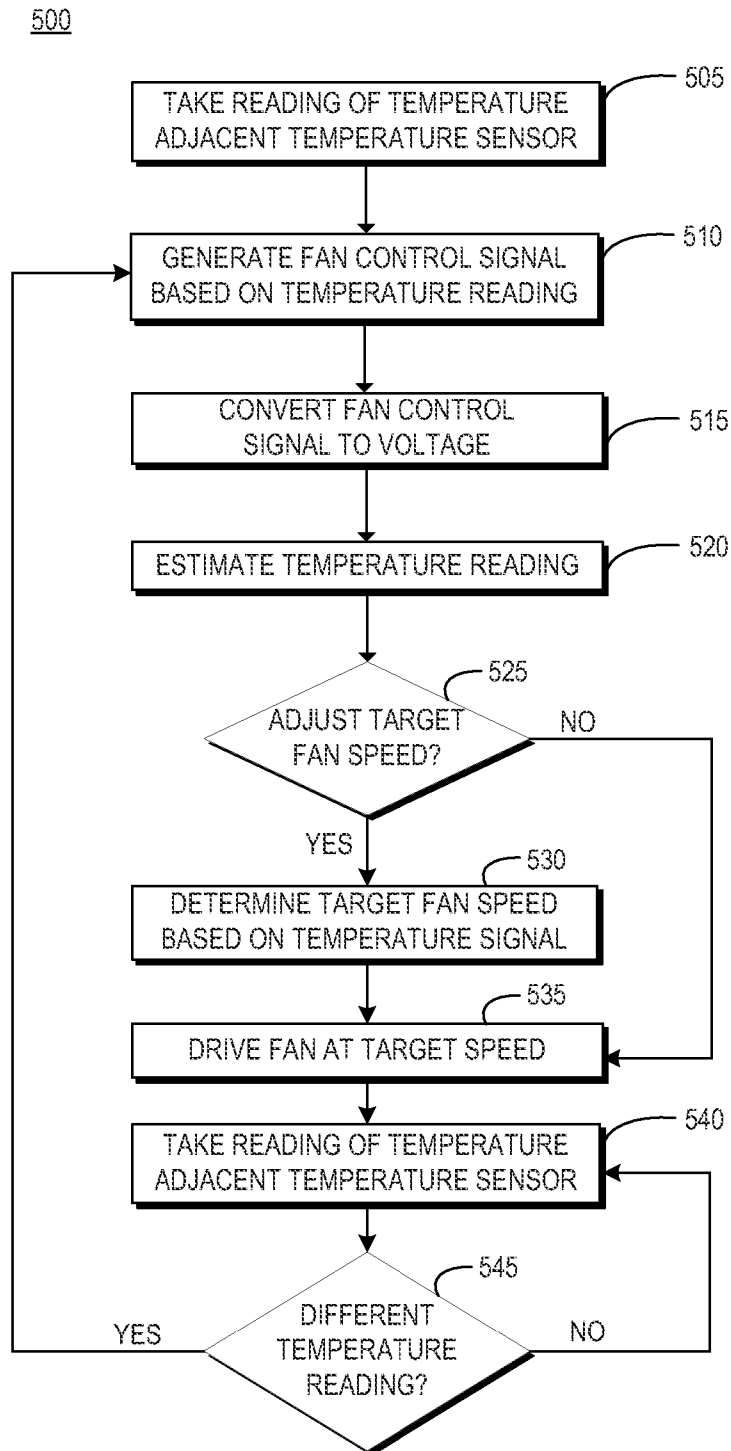 500
505
TAKE READING OF TEMPERATURE
ADJACENT TEMPERATURE SENSOR
510
GENERATE FAN CONTROL SIGNAL
BASED ON TEMPERATURE READING
CONVERT FAN CONTROL
SIGNAL TO VOLTAGE
515
520
ESTIMATE TEMPERATURE READING
525
ADJUST TARGET
FAN SPEED?
NO
YES
530
DETERMINE TARGET FAN SPEED
BASED ON TEMPERATURE SIGNAL
535
DRIVE FAN AT TARGET SPEED
540
TAKE READING OF TEMPERATURE
ADJACENT TEMPERATURE SENSOR
545
DIFFERENT
TEMPERATURE
READING?
YES
NO